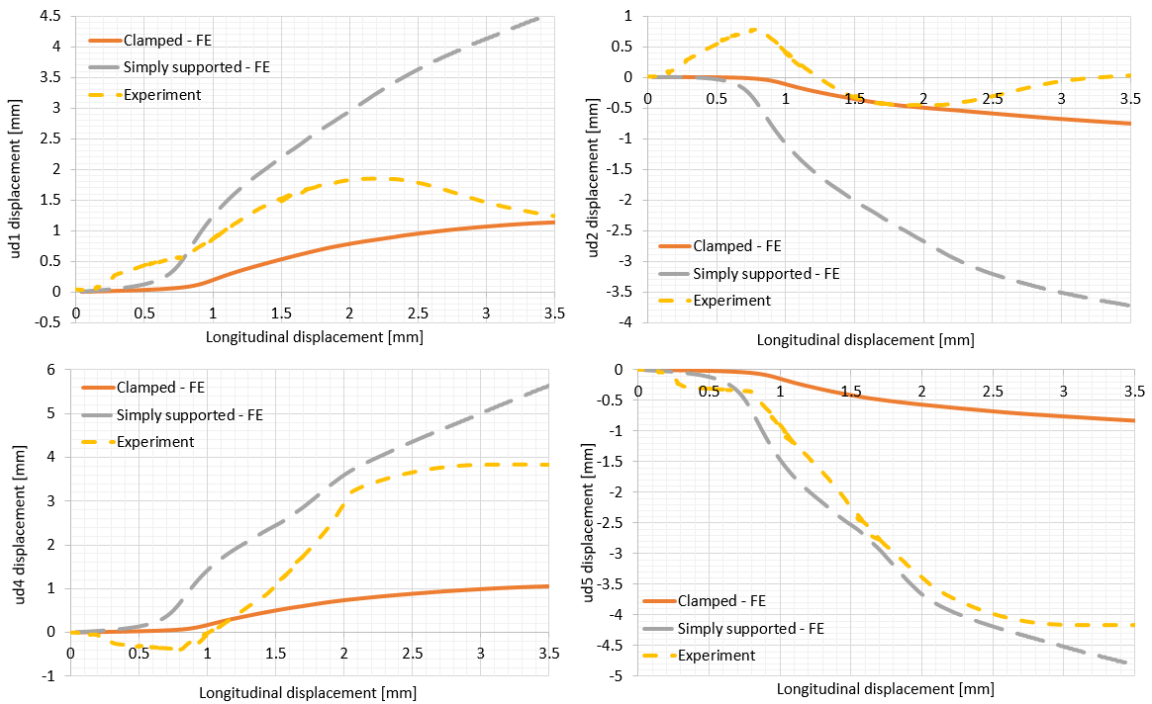 4.5
4
3.5
3
2.5
2
1.5
1
0.5
0
-0.5
ud1 displacement [mm]
Clamped - FE
Simply supported - FE
Experiment
0 0.5 1 1.5 2 2.5 3 3.5
Longitudinal displacement [mm]
1
0.5
0
-0.5
-1
-1.5
-2
-2.5
-3
-3.5
-4
ud2 displacement [mm]
0 0.5 1 1.5 2 2.5 3 3.5
Clamped - FE
Simply supported - FE
Experiment
Longitudinal displacement [mm]
6
5
4
3
2
1
0
-1
ud4 displacement [mm]
Clamped - FE
Simply supported - FE
Experiment
0 0.5 1 1.5 2 2.5 3 3.5
Longitudinal displacement [mm]
0
-0.5
-1
-1.5
-2
-2.5
-3
-3.5
-4
-4.5
-5
ud5 displacement [mm]
0 0.5 1 1.5 2 2.5 3 3.5
Clamped - FE
Simply supported - FE
Experiment
Longitudinal displacement [mm]